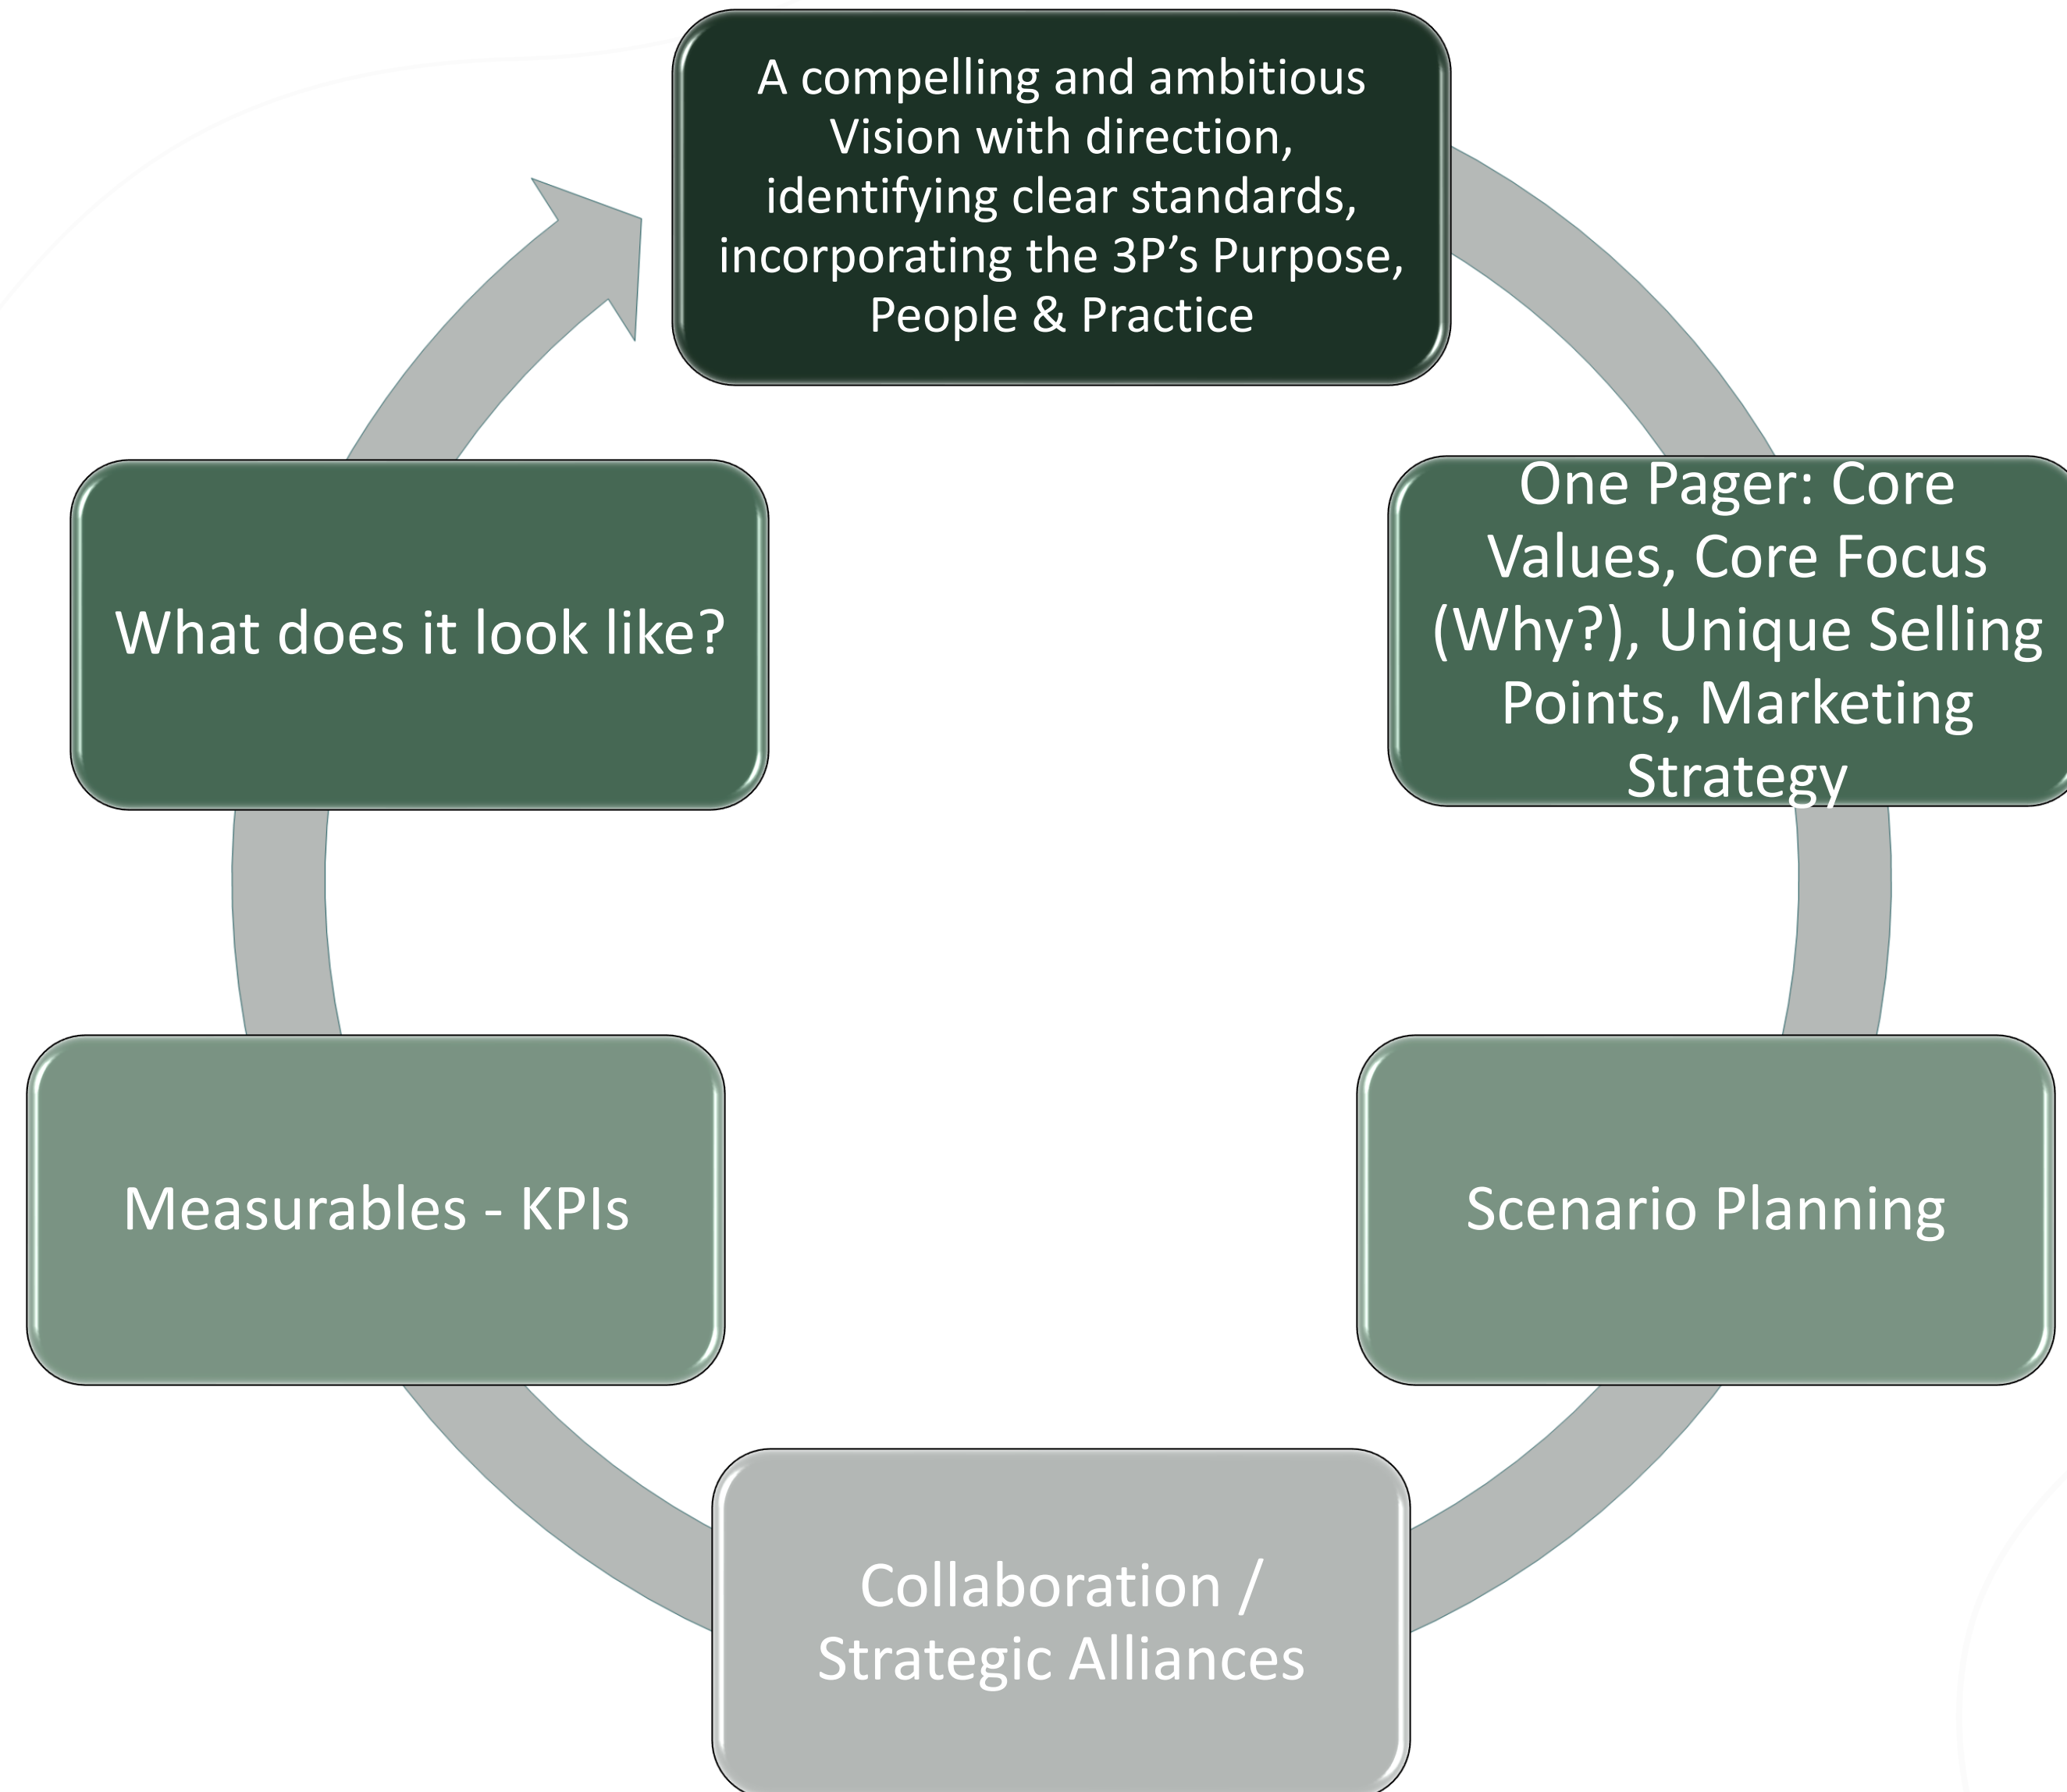 A compelling and ambitious
Vision with direction,
identifying clear standards,
incorporating the 3P’s Purpose,
People & Practice
One Pager: Core
Values, Core Focus
(Why?), Unique Selling
Points, Marketing
Strategy
Scenario Planning
Collaboration /
Strategic Alliances
Measurables - KPIs
What does it look like?